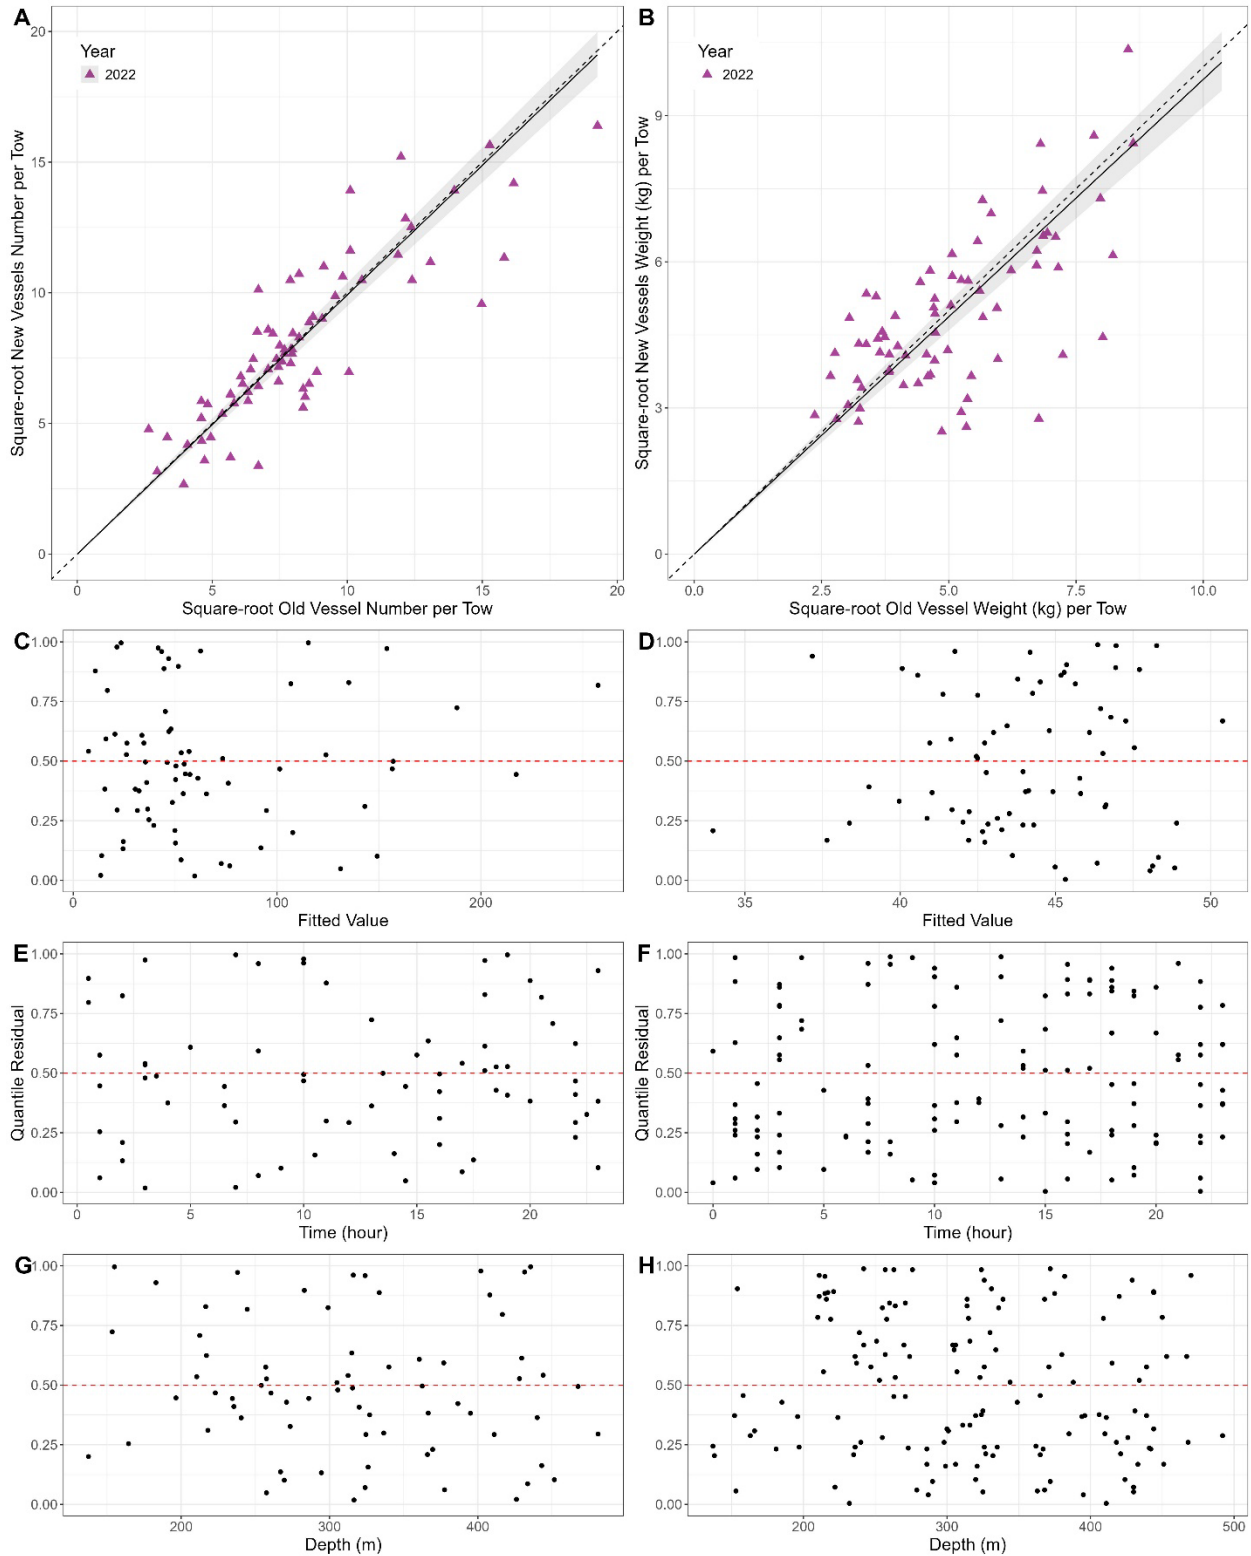 A
B
Year
2022
Year
2022
Square-root New Vessels Number per Tow
20
15
10
5
0
0 5 10 15 20
Square-root Old Vessel Number per Tow
Square-root New Vessels Weight (kg) per Tow
9
6
3
0
0.0 2.5 5.0 7.5 10.0
Square-root Old Vessel Weight (kg) per Tow
C
1.00
0.75
0.50
0.25
0.00
0 100 200
Fitted Value
D
1.00
0.75
0.50
0.25
0.00
35 40 45 50
Fitted Value
E
Quantile Residual
1.00
0.75
0.50
0.25
0.00
0 5 10 15 20
Time (hour)
F
Quantile Residual
1.00
0.75
0.50
0.25
0.00
0 5 10 15 20
Time (hour)
G
1.00
0.75
0.50
0.25
0.00
200 300 400
Depth (m)
H
1.00
0.75
0.50
0.25
0.00
200 300 400 500
Depth (m)